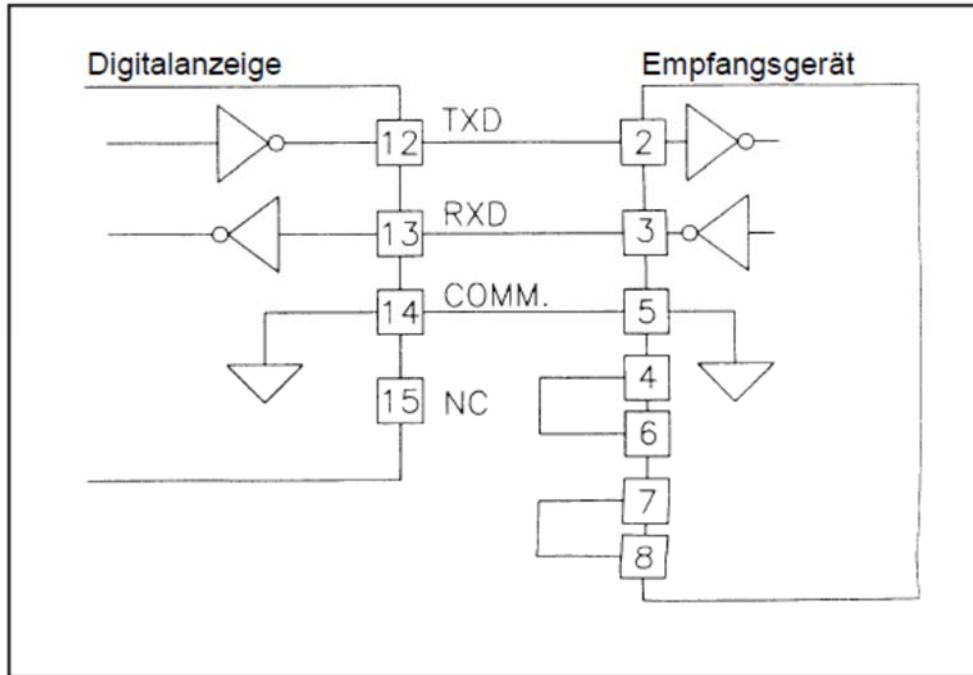 Digitalanzeige
Empfangsgerät
12 TXD 2
13 RXD 3
14 COMM. 5
15 NC
4
6
7
8